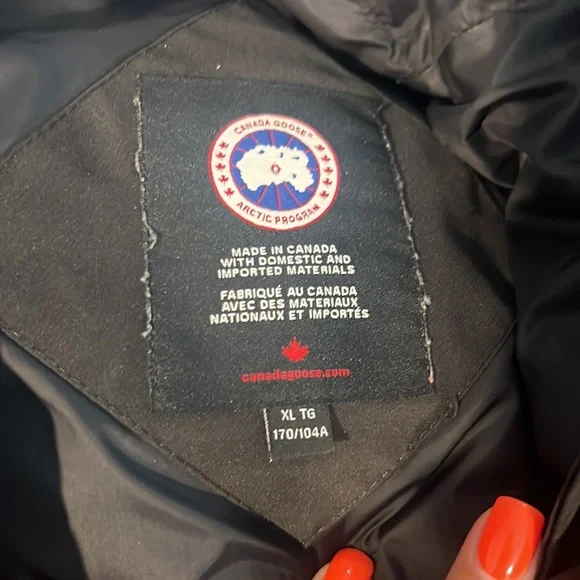 CANADA GOOSE®
ARCTIC PROGRAM
MADE IN CANADA
WITH DOMESTIC AND
IMPORTED MATERIALS
FABRIQUÉ AU CANADA
AVEC DES MATERIAUX
NATIONAUX ET IMPORTÉS
canadagoose.com
XL TG
170/104A